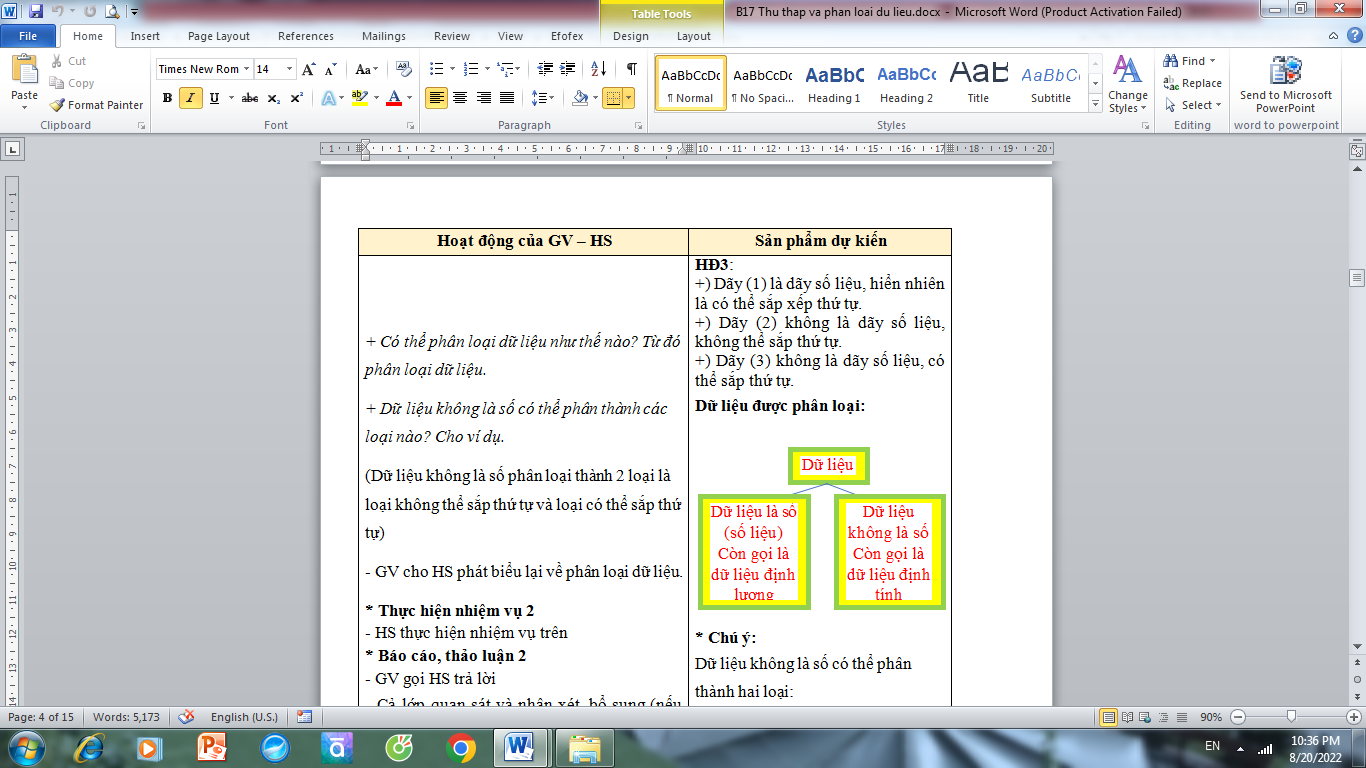 B17 Thu thap va phan loai du lieu.docx - Microsoft Word (Product Activation Failed)
Table Tools
File Home Insert Page Layout References Mailings Review View Efofex Design Layout
Paste
Cut
Copy
Format Painter
Clipboard
Times New Rom 14
Font
Paragraph
AaBbCcDc AaBbCcDc AaBbC AaBbCc AaB AaBbCcI
¶ Normal ¶ No Spaci... Heading 1 Heading 2 Title Subtitle
Change Styles
Styles
Find
Replace
Select
Editing
Send to Microsoft PowerPoint
word to powerpoint
Hoạt động của GV – HS
+ Có thể phân loại dữ liệu như thế nào? Từ đó
phân loại dữ liệu.
+ Dữ liệu không là số có thể phân thành các
loại nào? Cho ví dụ.
(Dữ liệu không là số phân loại thành 2 loại là
loại không thể sắp thứ tự và loại có thể sắp thứ
tự)
- GV cho HS phát biểu lại về phân loại dữ liệu.
* Thực hiện nhiệm vụ 2
- HS thực hiện nhiệm vụ trên
* Báo cáo, thảo luận 2
- GV gọi HS trả lời
- Cả lớp quan sát và nhận xét, bổ sung (nếu
Sản phẩm dự kiến
HĐ3:
+) Dãy (1) là dãy số liệu, hiển nhiên
là có thể sắp xếp thứ tự.
+) Dãy (2) không là dãy số liệu,
không thể sắp thứ tự.
+) Dãy (3) không là dãy số liệu, có
thể sắp thứ tự.
Dữ liệu được phân loại:
Dữ liệu
Dữ liệu là số
(số liệu)
Còn gọi là
dữ liệu định
lượng
Dữ liệu
không là số
Còn gọi là
dữ liệu định
tính
* Chú ý:
Dữ liệu không là số có thể phân
thành hai loại:
Page: 4 of 15 Words: 5,173 English (U.S.) 90%
EN 10:36 PM
8/20/2022